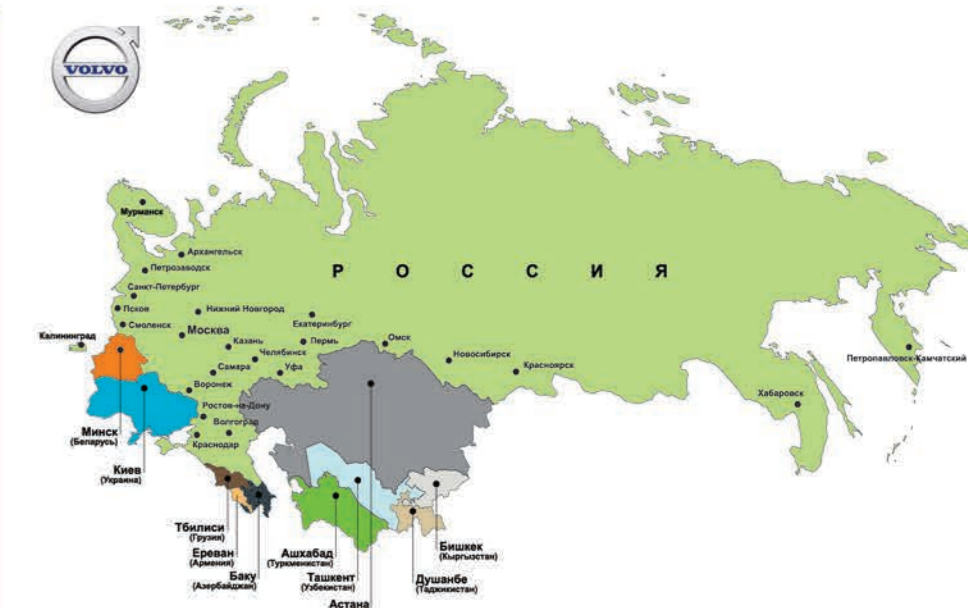 VOLVO
Мурманск
Архангельск
Петрозаводск
РОССИЯ
Санкт-Петербург
Псков
Нижний Новгород
Екатеринбург
Смоленск
Москва
Калининград
Казань
Пермь
Омск
Челябинск
Новосибирск
Петропавловск-Камчатский
Самара
Уфа
Красноярск
Воронеж
Хабаровск
Ростов-на-Дону
Волгоград
Краснодар
Минск
(Беларусь)
Киев
(Украина)
Тбилиси
(Грузия)
Ереван
(Армения)
Баку
(Азербайджан)
Ашхабад
(Туркменистан)
Ташкент
(Узбекистан)
Астана
Бишкек
(Кыргызстан)
Душанбе
(Таджикистан)